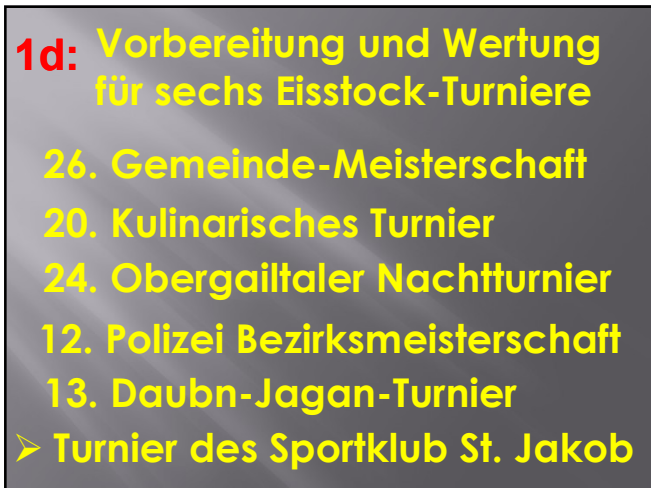 1d: Vorbereitung und Wertung
für sechs Eisstock-Turniere
26. Gemeinde-Meisterschaft
20. Kulinarisches Turnier
24. Obergailtaler Nachtturnier
12. Polizei Bezirksmeisterschaft
13. Daubn-Jagan-Turnier
➢ Turnier des Sportklub St. Jakob